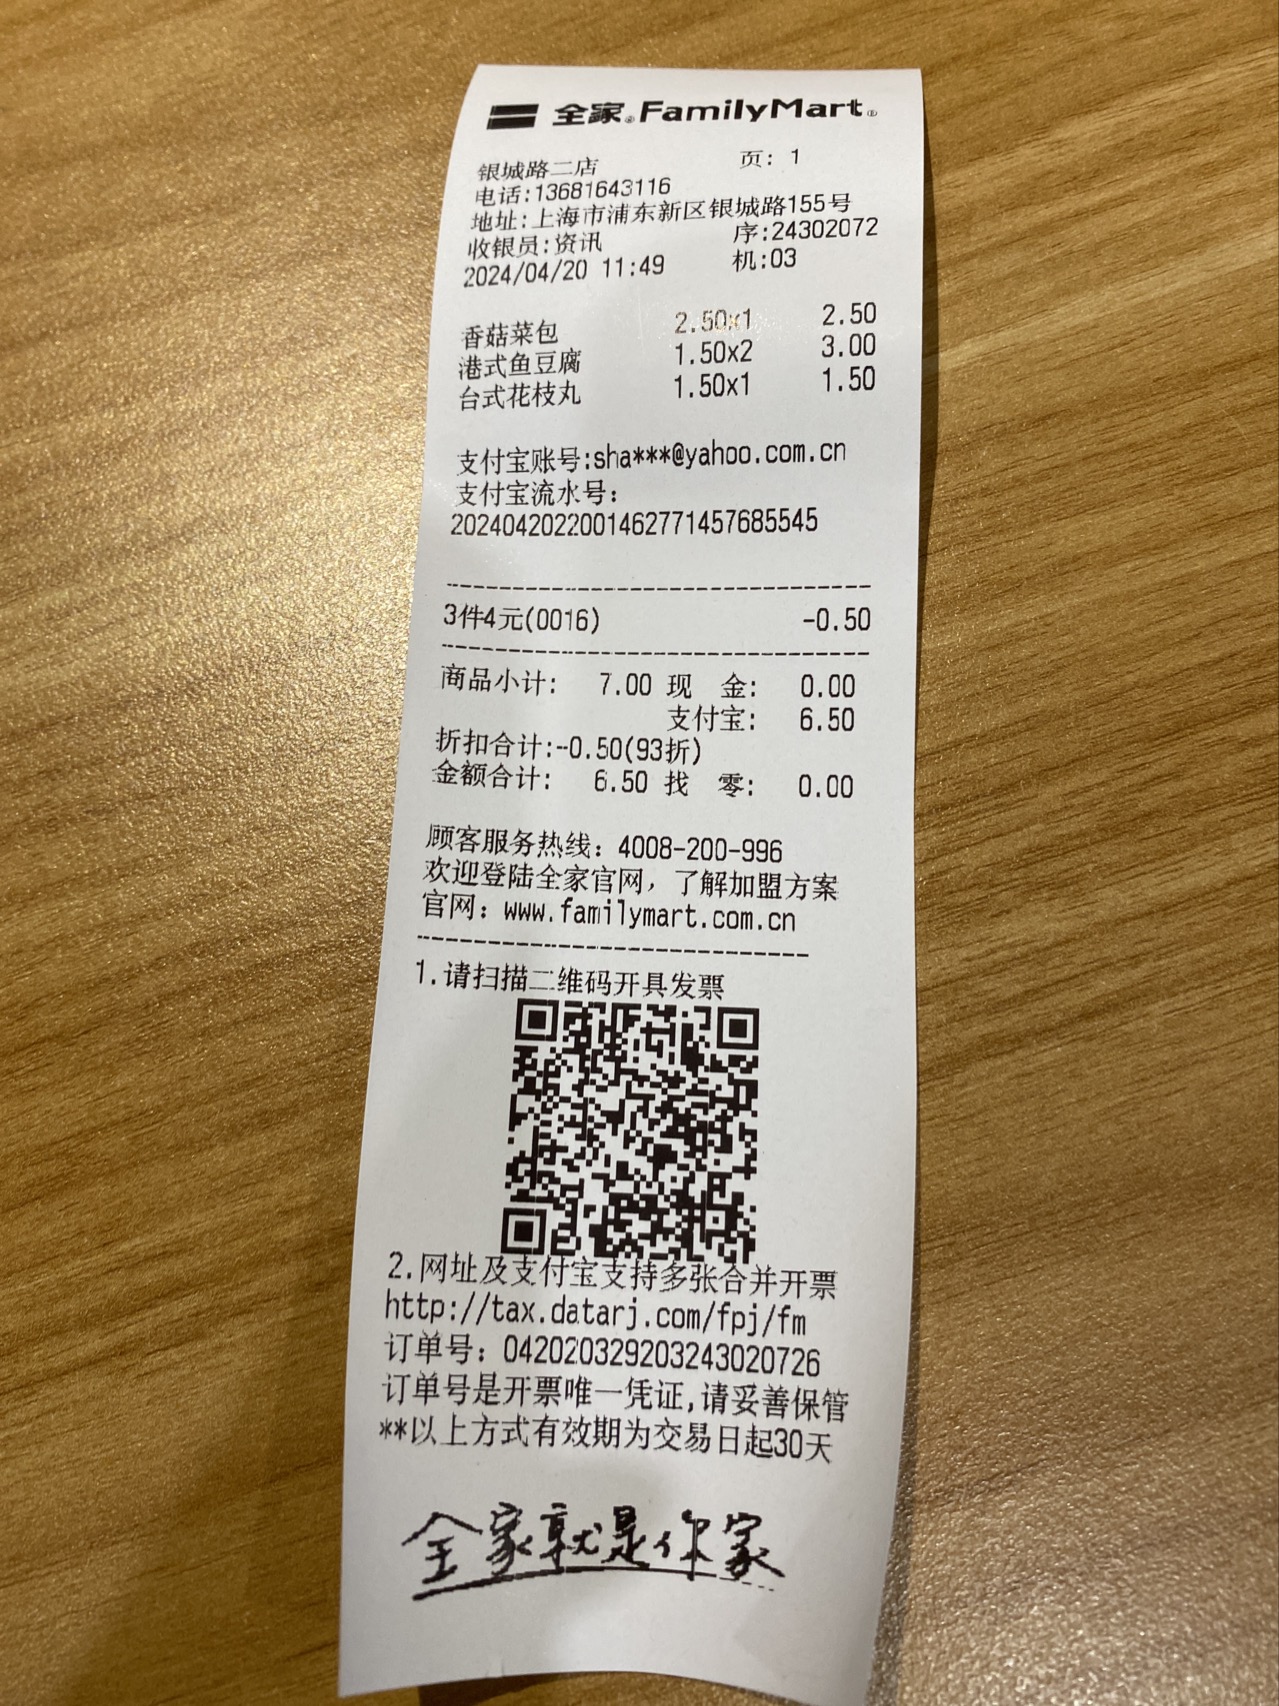 全家 FamilyMart
银城路二店 页: 1
电话:13681643116
地址:上海市浦东新区银城路155号
收银员:资讯 序:24302072
2024/04/20 11:49 机:03
香菇菜包 2.50x1 2.50
港式鱼豆腐 1.50x2 3.00
台式花枝丸 1.50x1 1.50
支付宝账号:sha***@yahoo.com.cn
支付宝流水号:
2024042022001462771457685545
3件4元(0016) -0.50
商品小计: 7.00 现 金: 0.00
支付宝: 6.50
折扣合计:-0.50(93折)
金额合计: 6.50 找 零: 0.00
顾客服务热线: 4008-200-996
欢迎登陆全家官网，了解加盟方案
官网: www.familymart.com.cn
1.请扫描二维码开具发票
2.网址及支付宝支持多张合并开票
http://tax.datarj.com/fpj/fm
订单号: 042020329203243020726
订单号是开票唯一凭证,请妥善保管
**以上方式有效期为交易日起30天
全家就是你家